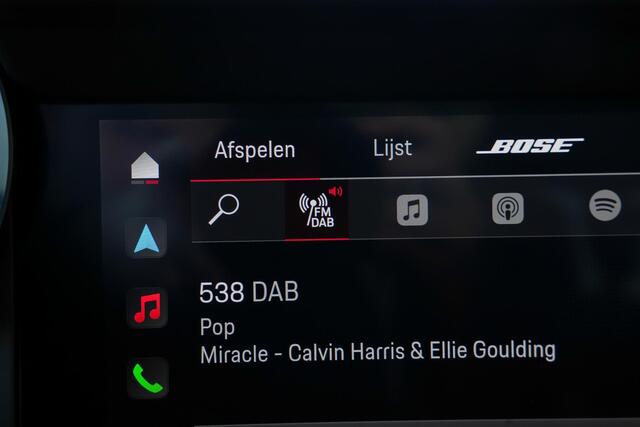 Afspelen Lijst BOSE
FM
DAB
538 DAB
Pop
Miracle - Calvin Harris & Ellie Goulding